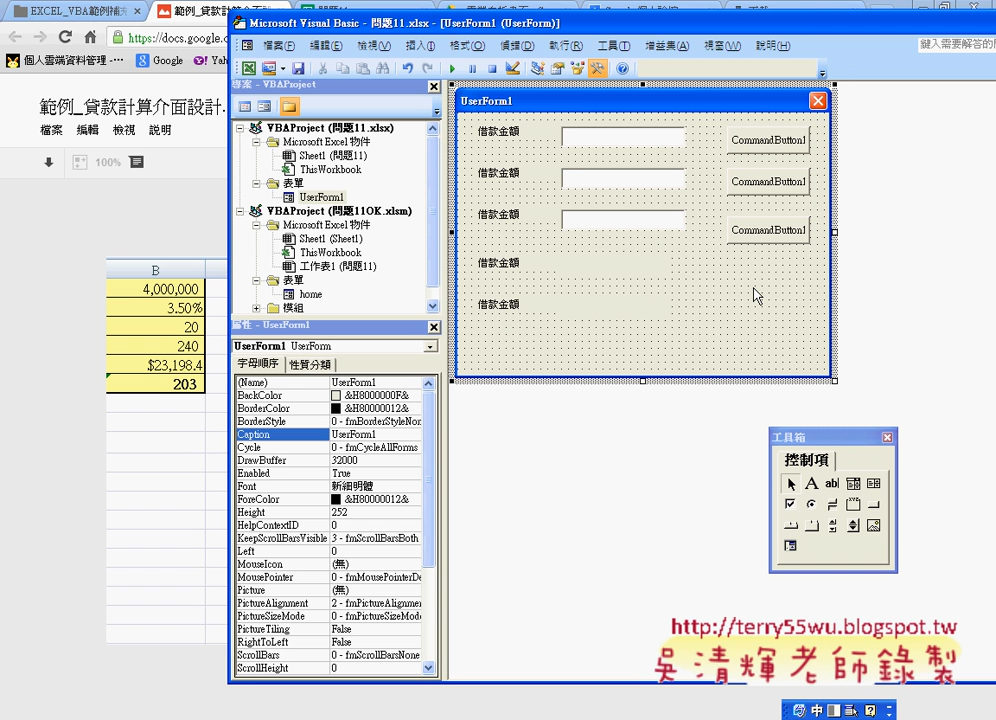 EXCEL_VBA範例補充
範例_貸款計
https://docs.google.c
個人雲端資料管理 -…
Google
範例_貸款計算介面設計.
檔案 編輯 檢視 說明
100%
B
4,000,000
3.50%
20
240
$23,198.4
203
Microsoft Visual Basic - 問題11.xlsx - [UserForm1 (UserForm)]
檔案(F) 編輯(E) 檢視(V) 插入(I) 格式(O) 偵錯(D) 執行(R) 工具(T) 增益集(A) 視窗(W) 說明(H)
鍵入需要解答的
專案 - VBAProject
VBAProject (問題11.xlsx)
Microsoft Excel 物件
Sheet1 (問題11)
ThisWorkbook
表單
UserForm1
VBAProject (問題11OK.xlsm)
Microsoft Excel 物件
Sheet1 (Sheet1)
ThisWorkbook
工作表1 (問題11)
表單
home
模組
屬性 - UserForm1
UserForm1 UserForm
字母順序 性質分類
(Name) UserForm1
BackColor &H8000000F&
BorderColor &H80000012&
BorderStyle 0 - fmBorderStyleNon
Caption UserForm1
Cycle 0 - fmCycleAllForms
DrawBuffer 32000
Enabled True
Font 新細明體
ForeColor &H80000012&
Height 252
HelpContextID 0
KeepScrollBarsVisible 3 - fmScrollBarsBoth
Left 0
MouseIcon (無)
MousePointer 0 - fmMousePointerDe
Picture (無)
PictureAlignment 2 - fmPictureAlignmen
PictureSizeMode 0 - fmPictureSizeMod
PictureTiling False
RightToLeft False
ScrollBars 0 - fmScrollBarsNone
ScrollHeight 0
UserForm1
借款金額 CommandButton1
借款金額 CommandButton1
借款金額 CommandButton1
借款金額
借款金額
工具箱
控制項
A abl
http://terry55wu.blogspot.tw
吳清輝老師錄製
中